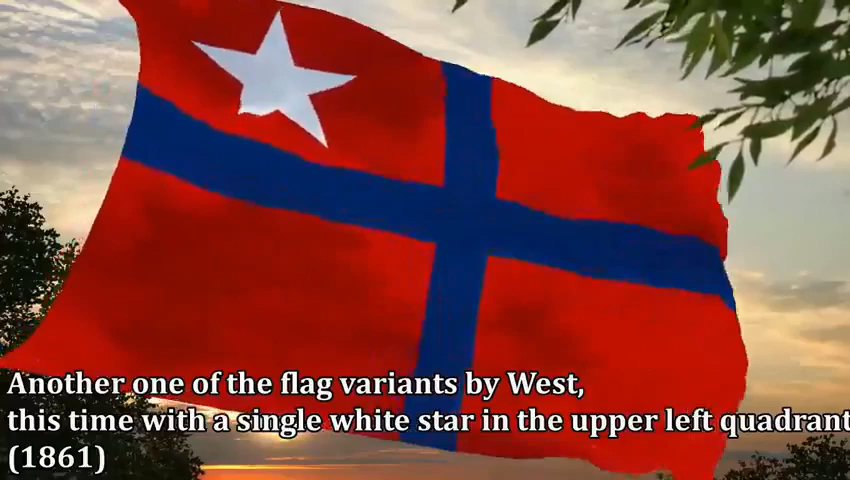 Another one of the flag variants by West,
this time with a single white star in the upper left quadrant
(1861)